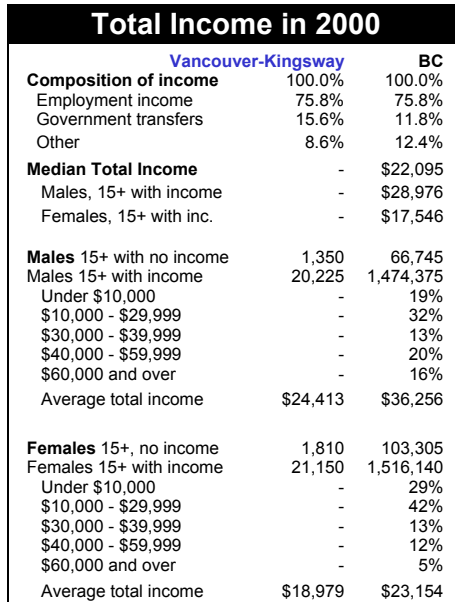 Total Income in 2000
Vancouver-Kingsway BC
Composition of income 100.0% 100.0%
Employment income 75.8% 75.8%
Government transfers 15.6% 11.8%
Other 8.6% 12.4%
Median Total Income - $22,095
Males, 15+ with income - $28,976
Females, 15+ with inc. - $17,546
Males 15+ with no income 1,350 66,745
Males 15+ with income 20,225 1,474,375
Under $10,000 - 19%
$10,000 - $29,999 - 32%
$30,000 - $39,999 - 13%
$40,000 - $59,999 - 20%
$60,000 and over - 16%
Average total income $24,413 $36,256
Females 15+, no income 1,810 103,305
Females 15+ with income 21,150 1,516,140
Under $10,000 - 29%
$10,000 - $29,999 - 42%
$30,000 - $39,999 - 13%
$40,000 - $59,999 - 12%
$60,000 and over - 5%
Average total income $18,979 $23,154